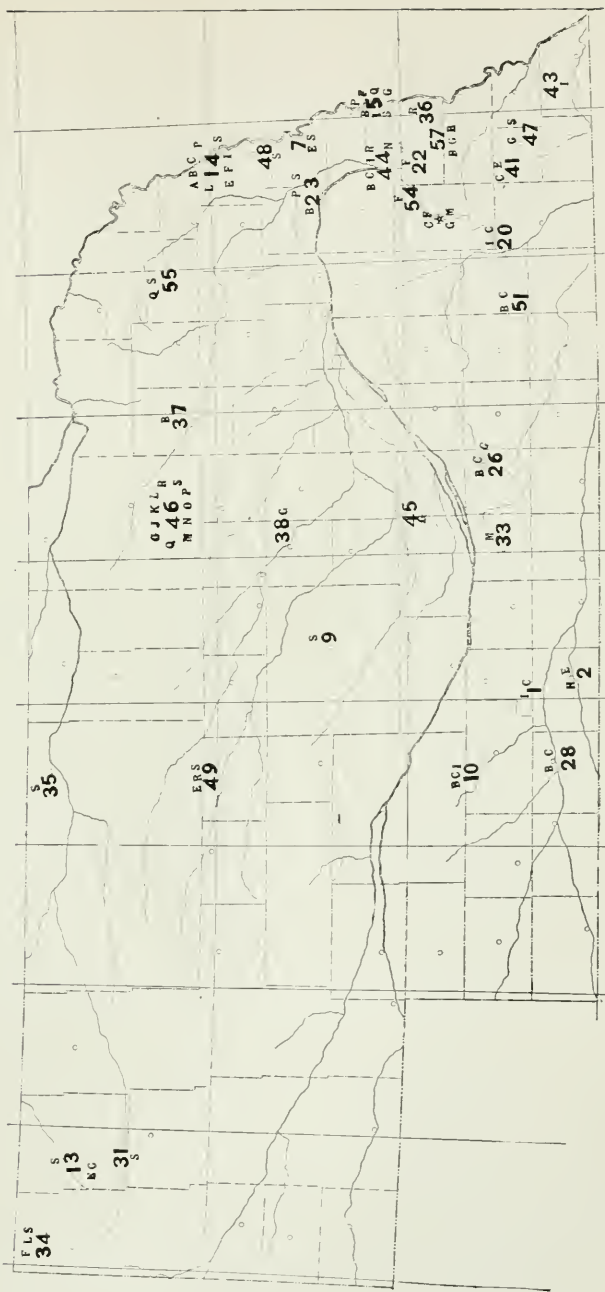 F L S
34
S
13
E C
31
S
S
35
E R S
49
S
9
B C I
10
B C
28
I C
1
H E
2
G J K L R
Q 46 S
M N O P S
38 G
45
M
33
B C G
26
B
37
Q S
55
B C
51
I C
20
A B C P
L 14 S
E F I
48
S
7
E S
P S
B 23
P F
B 15 Q
S G
B C I R
44 N
F
54
C F
G M
F
22
R
36
57
B G R
C E
41
G S
47
43
I